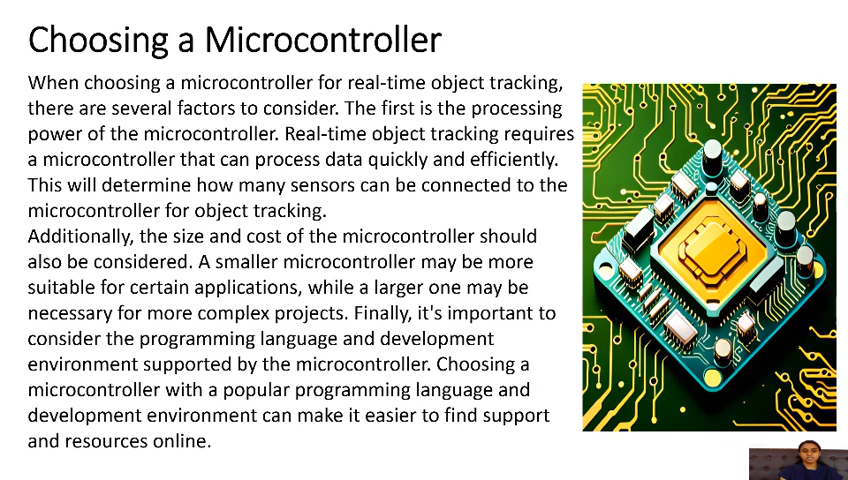 Choosing a Microcontroller
When choosing a microcontroller for real-time object tracking,
there are several factors to consider. The first is the processing
power of the microcontroller. Real-time object tracking requires
a microcontroller that can process data quickly and efficiently.
This will determine how many sensors can be connected to the
microcontroller for object tracking.
Additionally, the size and cost of the microcontroller should
also be considered. A smaller microcontroller may be more
suitable for certain applications, while a larger one may be
necessary for more complex projects. Finally, it's important to
consider the programming language and development
environment supported by the microcontroller. Choosing a
microcontroller with a popular programming language and
development environment can make it easier to find support
and resources online.